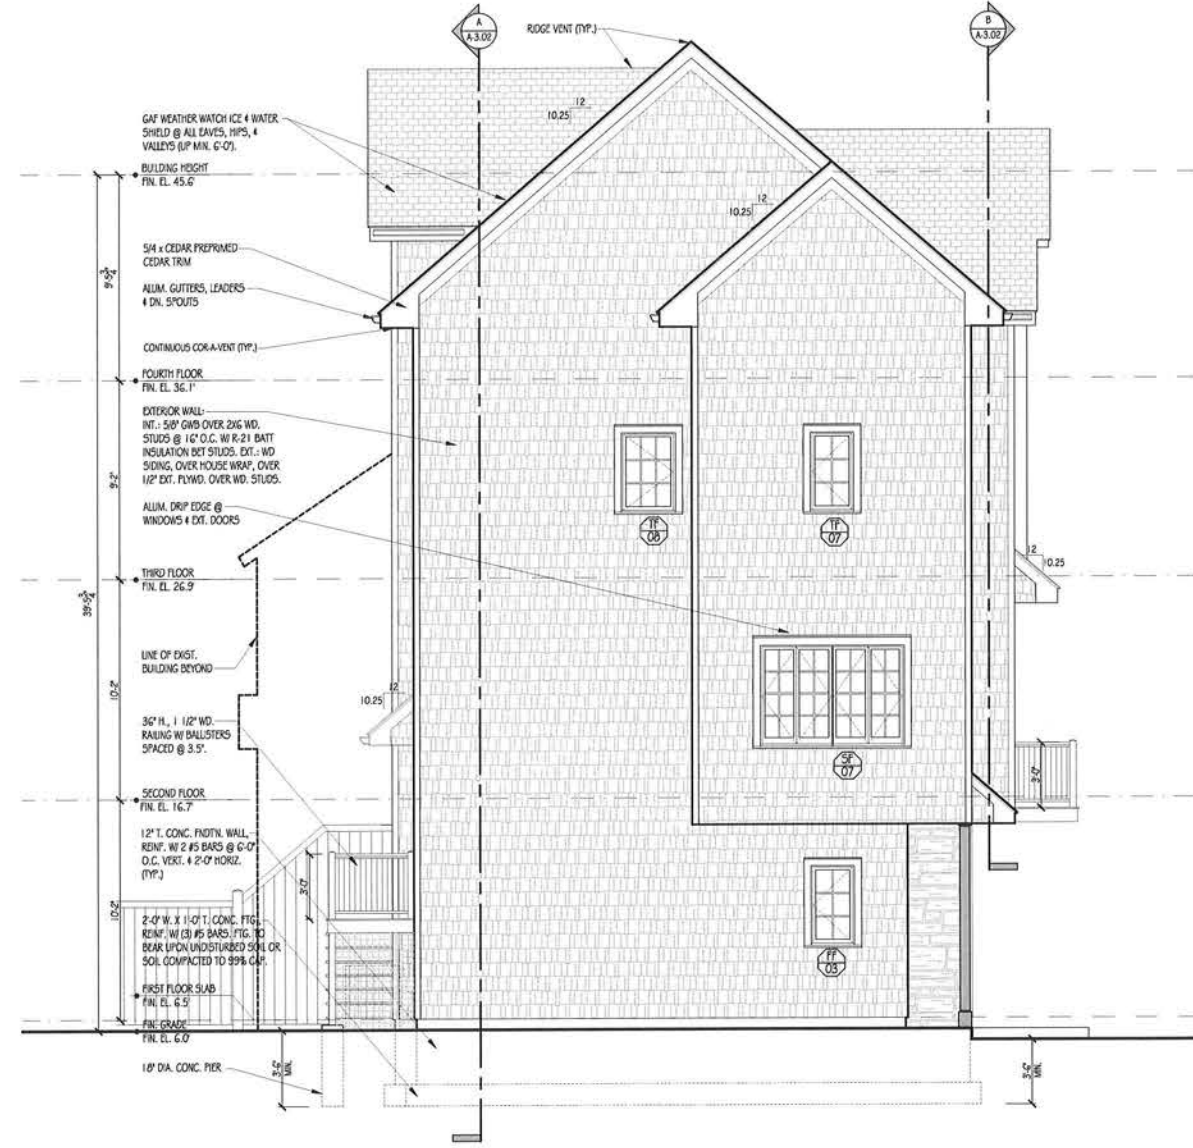 A
A-3.02
B
A-3.02
RIDGE VENT (TYP.)
12
10.25
GAF WEATHER WATCH ICE & WATER
SHIELD @ ALL EAVES, HIPS, &
VALLEYS (UP MIN. 6'-0").
BUILDING HEIGHT
FIN. EL. 45.6'
12
10.25
5/4 x CEDAR PREPRIMED
CEDAR TRIM
9'-5 3/4"
ALUM. GUTTERS, LEADERS
& DN. SPOUTS
CONTINUOUS COR-A-VENT (TYP.)
FOURTH FLOOR
FIN. EL. 36.1'
EXTERIOR WALL:
INT.: 5/8" GWB OVER 2X6 WD.
STUDS @ 16" O.C. W/ R-21 BATT
INSULATION BET STUDS. EXT.: WD
SIDING, OVER HOUSE WRAP, OVER
1/2" EXT. PLYWD. OVER WD. STUDS.
9'-2"
ALUM. DRIP EDGE @
WINDOWS & EXT. DOORS
TF
08
TF
07
12
10.25
THIRD FLOOR
FIN. EL. 26.9'
39'-5 3/4"
LINE OF EXIST.
BUILDING BEYOND
10'-2"
12
10.25
36" H., 1 1/2" WD.
RAILING W/ BALUSTERS
SPACED @ 3.5".
SF
07
3'-0"
SECOND FLOOR
FIN. EL. 16.7'
12" T. CONC. FNDTN. WALL,
REINF. W/ 2 #5 BARS @ 6'-0"
O.C. VERT. & 2'-0" HORIZ.
(TYP.)
3'-0"
10'-2"
2'-0" W. X 1'-0" T. CONC. FTG.,
REINF. W/ (3) #5 BARS. FTG. TO
BEAR UPON UNDISTURBED SOIL OR
SOIL COMPACTED TO 95% CAP.
FF
03
FIRST FLOOR SLAB
FIN. EL. 6.5'
FIN. GRADE
FIN. EL. 6.0'
18" DIA. CONC. PIER
3'-6"
MIN.
3'-6"
MIN.